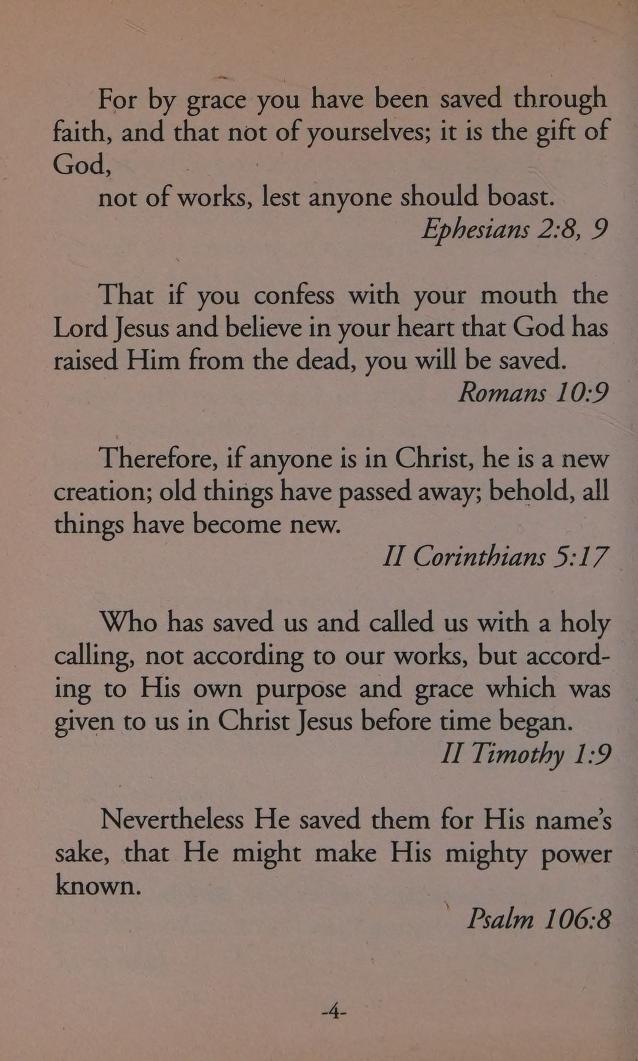 For by grace you have been saved through
faith, and that not of yourselves; it is the gift of
God,
not of works, lest anyone should boast.
Ephesians 2:8, 9
That if you confess with your mouth the
Lord Jesus and believe in your heart that God has
raised Him from the dead, you will be saved.
Romans 10:9
Therefore, if anyone is in Christ, he is a new
creation; old things have passed away; behold, all
things have become new.
II Corinthians 5:17
Who has saved us and called us with a holy
calling, not according to our works, but accord-
ing to His own purpose and grace which was
given to us in Christ Jesus before time began.
II Timothy 1:9
Nevertheless He saved them for His name's
sake, that He might make His mighty power
known.
Psalm 106:8
-4-